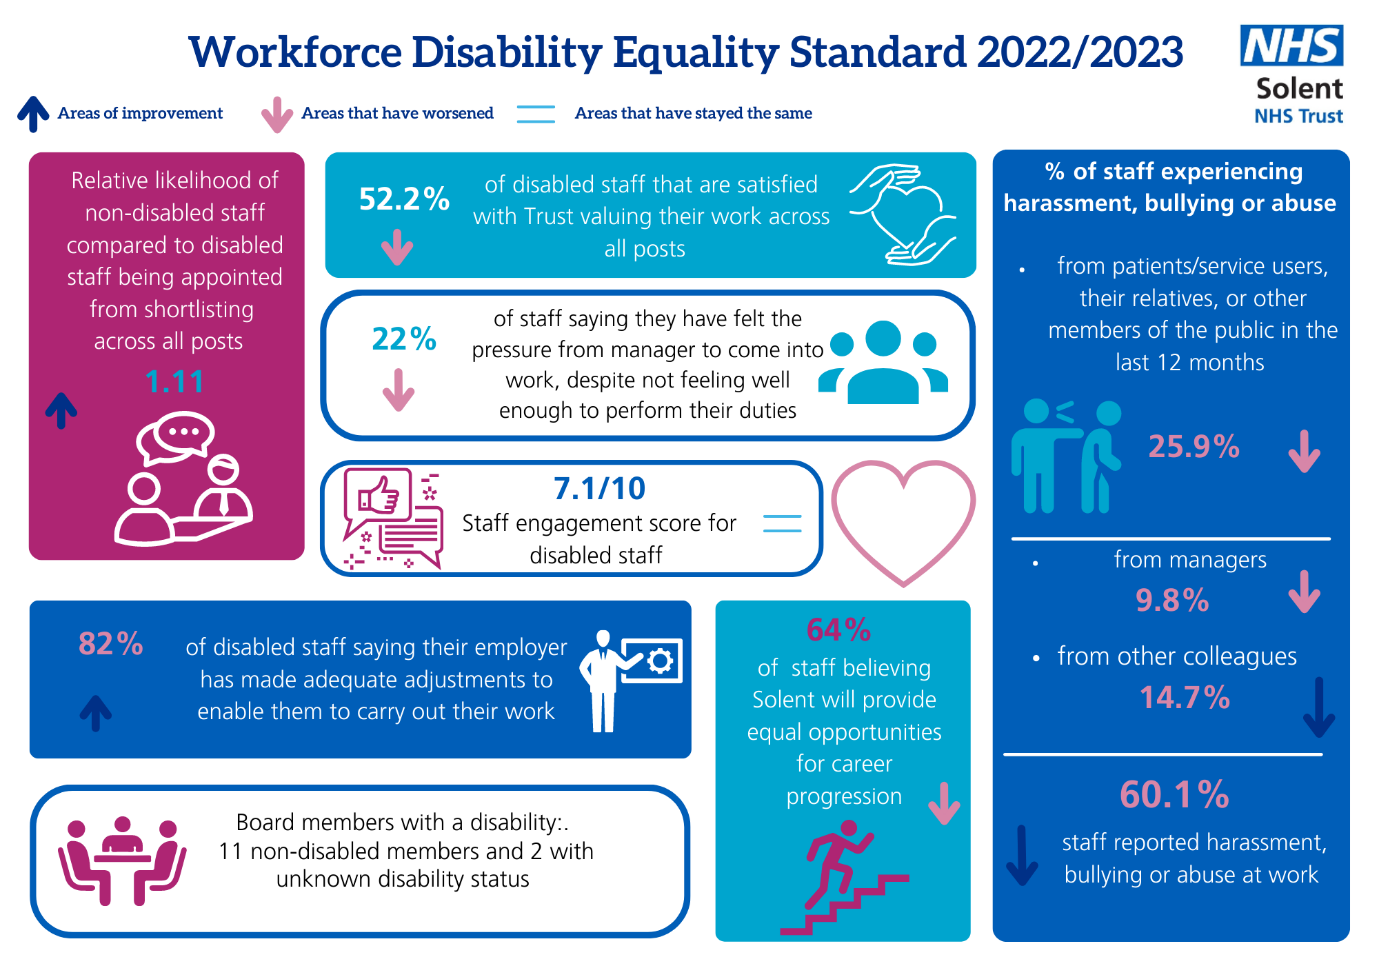 Workforce Disability Equality Standard 2022/2023
NHS
Solent
NHS Trust
Areas of improvement
Areas that have worsened
Areas that have stayed the same
Relative likelihood of
non-disabled staff
compared to disabled
staff being appointed
from shortlisting
across all posts
1.11
52.2%
of disabled staff that are satisfied
with Trust valuing their work across
all posts
22%
of staff saying they have felt the
pressure from manager to come into
work, despite not feeling well
enough to perform their duties
7.1/10
Staff engagement score for
disabled staff
82%
of disabled staff saying their employer
has made adequate adjustments to
enable them to carry out their work
Board members with a disability:.
11 non-disabled members and 2 with
unknown disability status
64%
of staff believing
Solent will provide
equal opportunities
for career
progression
% of staff experiencing
harassment, bullying or abuse
• from patients/service users,
their relatives, or other
members of the public in the
last 12 months
25.9%
• from managers
9.8%
• from other colleagues
14.7%
60.1%
staff reported harassment,
bullying or abuse at work